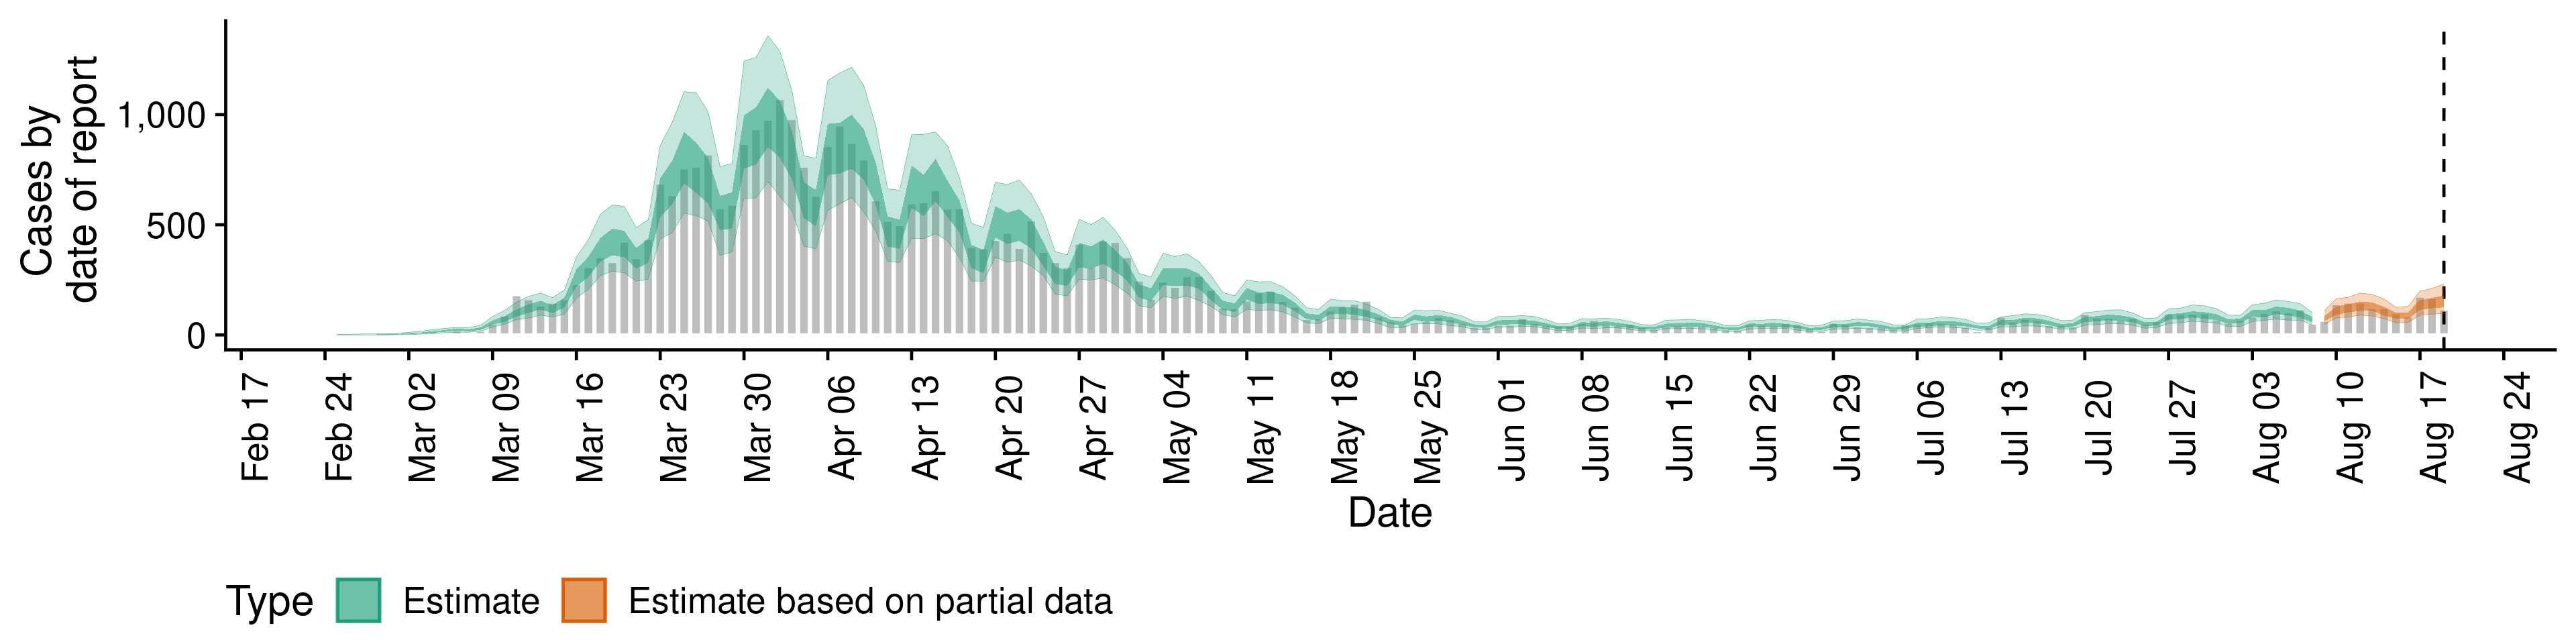 Cases by
date of report
1,000
500
0
Feb 17
Feb 24
Mar 02
Mar 09
Mar 16
Mar 23
Mar 30
Apr 06
Apr 13
Apr 20
Apr 27
May 04
May 11
May 18
May 25
Jun 01
Jun 08
Jun 15
Jun 22
Jun 29
Jul 06
Jul 13
Jul 20
Jul 27
Aug 03
Aug 10
Aug 17
Aug 24
Date
Type Estimate Estimate based on partial data